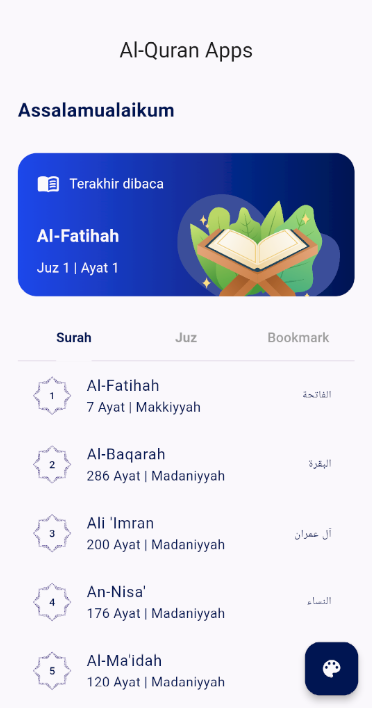 Al-Quran Apps
Assalamualaikum
Terakhir dibaca
Al-Fatihah
Juz 1 | Ayat 1
Surah Juz Bookmark
1 Al-Fatihah الفاتحة
7 Ayat | Makkiyyah
2 Al-Baqarah البقرة
286 Ayat | Madaniyyah
3 Ali 'Imran آل عمران
200 Ayat | Madaniyyah
4 An-Nisa' النساء
176 Ayat | Madaniyyah
5 Al-Ma'idah
120 Ayat | Madaniyyah